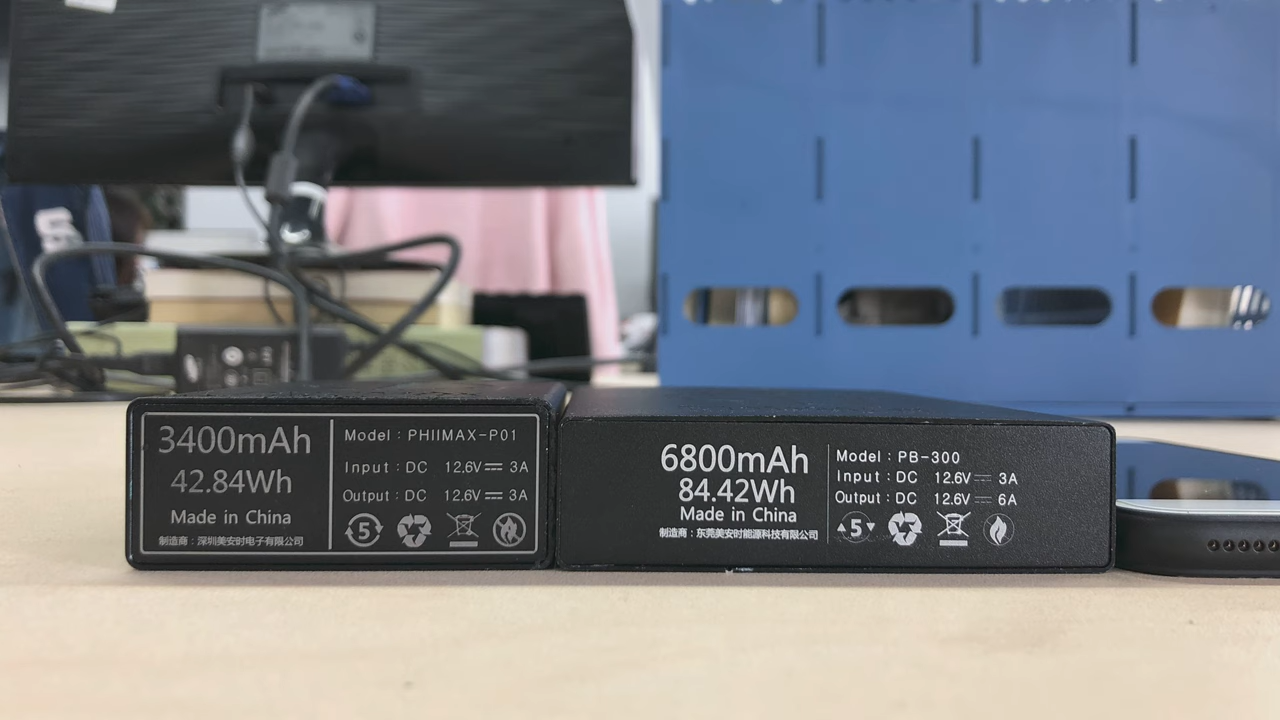 3400mAh
42.84Wh
Made in China
制造商：深圳美安时电子有限公司
Model：PHIIMAX-P01
Input：DC 12.6V⎓3A
Output：DC 12.6V⎓3A
5
6800mAh
84.42Wh
Made in China
制造商：东莞美安时能源科技有限公司
Model：PB-300
Input：DC 12.6V⎓3A
Output：DC 12.6V⎓6A
5